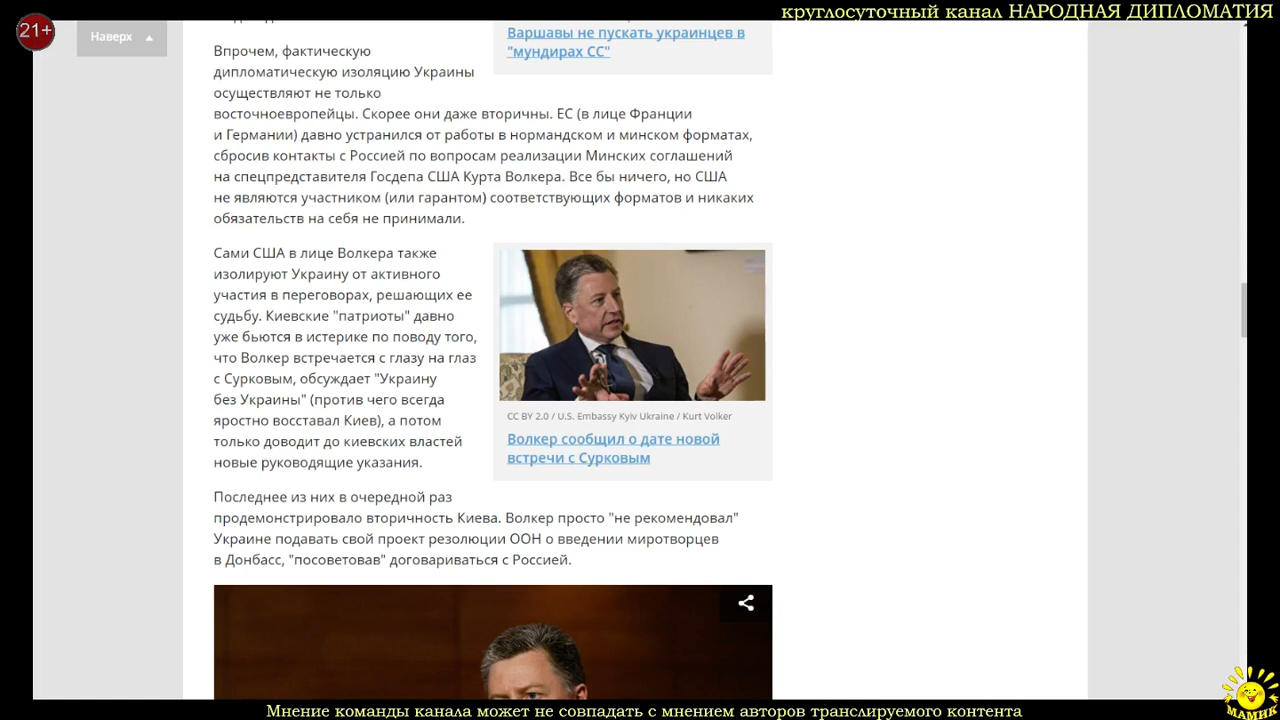 круглосуточный канал НАРОДНАЯ ДИПЛОМАТИЯ
21+
Наверх
Варшавы не пускать украинцев в
"мундирах СС"
Впрочем, фактическую
дипломатическую изоляцию Украины
осуществляют не только
восточноевропейцы. Скорее они даже вторичны. ЕС (в лице Франции
и Германии) давно устранился от работы в нормандском и минском форматах,
сбросив контакты с Россией по вопросам реализации Минских соглашений
на спецпредставителя Госдепа США Курта Волкера. Все бы ничего, но США
не являются участником (или гарантом) соответствующих форматов и никаких
обязательств на себя не принимали.
Сами США в лице Волкера также
изолируют Украину от активного
участия в переговорах, решающих ее
судьбу. Киевские "патриоты" давно
уже бьются в истерике по поводу того,
что Волкер встречается с глазу на глаз
с Сурковым, обсуждает "Украину
без Украины" (против чего всегда
яростно восставал Киев), а потом
только доводит до киевских властей
новые руководящие указания.
CC BY 2.0 / U.S. Embassy Kyiv Ukraine / Kurt Volker
Волкер сообщил о дате новой
встречи с Сурковым
Последнее из них в очередной раз
продемонстрировало вторичность Киева. Волкер просто "не рекомендовал"
Украине подавать свой проект резолюции ООН о введении миротворцев
в Донбасс, "посоветовав" договариваться с Россией.
МАМИК
Мнение команды канала может не совпадать с мнением авторов транслируемого контента